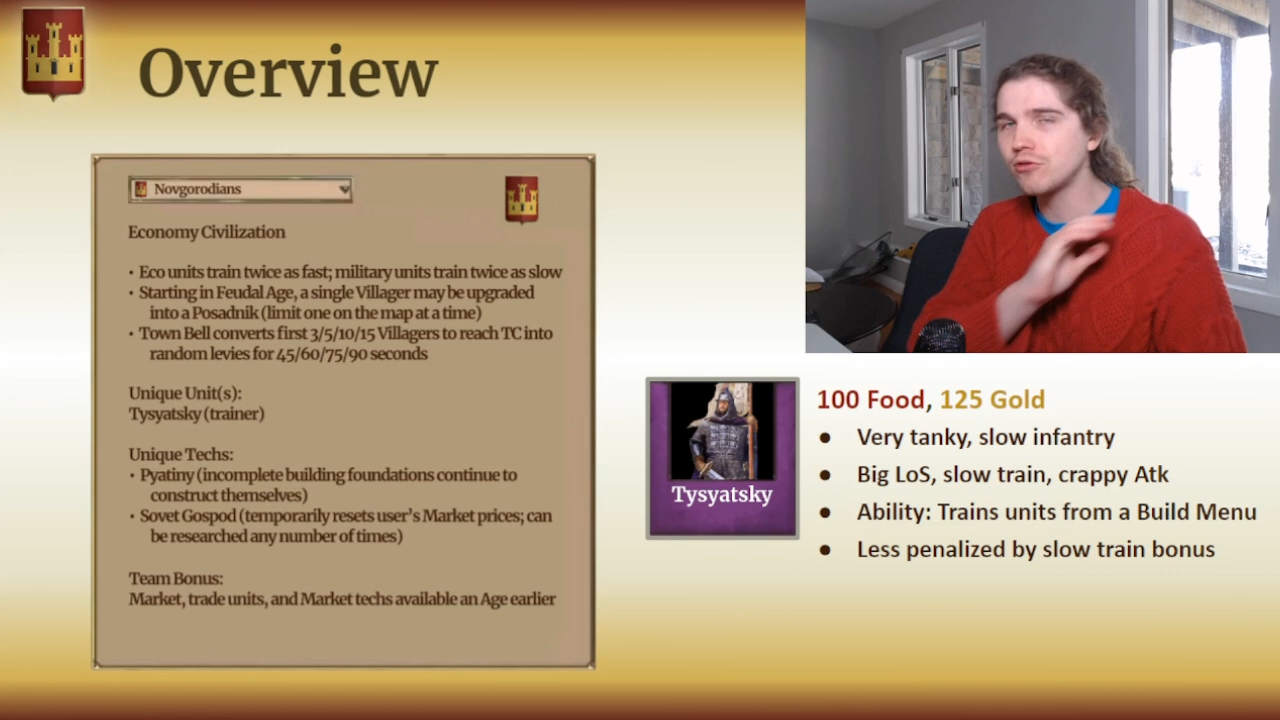 Overview
Novgorodians
Economy Civilization
• Eco units train twice as fast; military units train twice as slow
• Starting in Feudal Age, a single Villager may be upgraded
into a Posadnik (limit one on the map at a time)
• Town Bell converts first 3/5/10/15 Villagers to reach TC into
random levies for 45/60/75/90 seconds
Unique Unit(s):
Tysyatsky (trainer)
Unique Techs:
• Pyatiny (incomplete building foundations continue to
construct themselves)
• Sovet Gospod (temporarily resets user's Market prices; can
be researched any number of times)
Team Bonus:
Market, trade units, and Market techs available an Age earlier
Tysyatsky
100 Food, 125 Gold
● Very tanky, slow infantry
● Big LoS, slow train, crappy Atk
● Ability: Trains units from a Build Menu
● Less penalized by slow train bonus